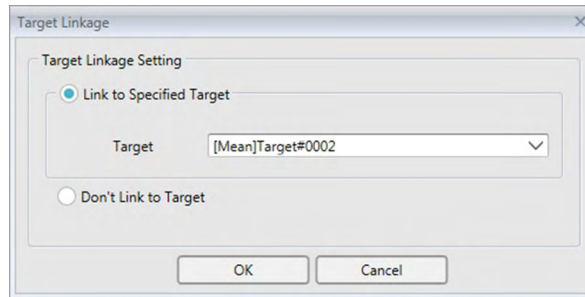 Target Linkage
Target Linkage Setting
Link to Specified Target
Target [Mean]Target#0002
Don't Link to Target
OK Cancel